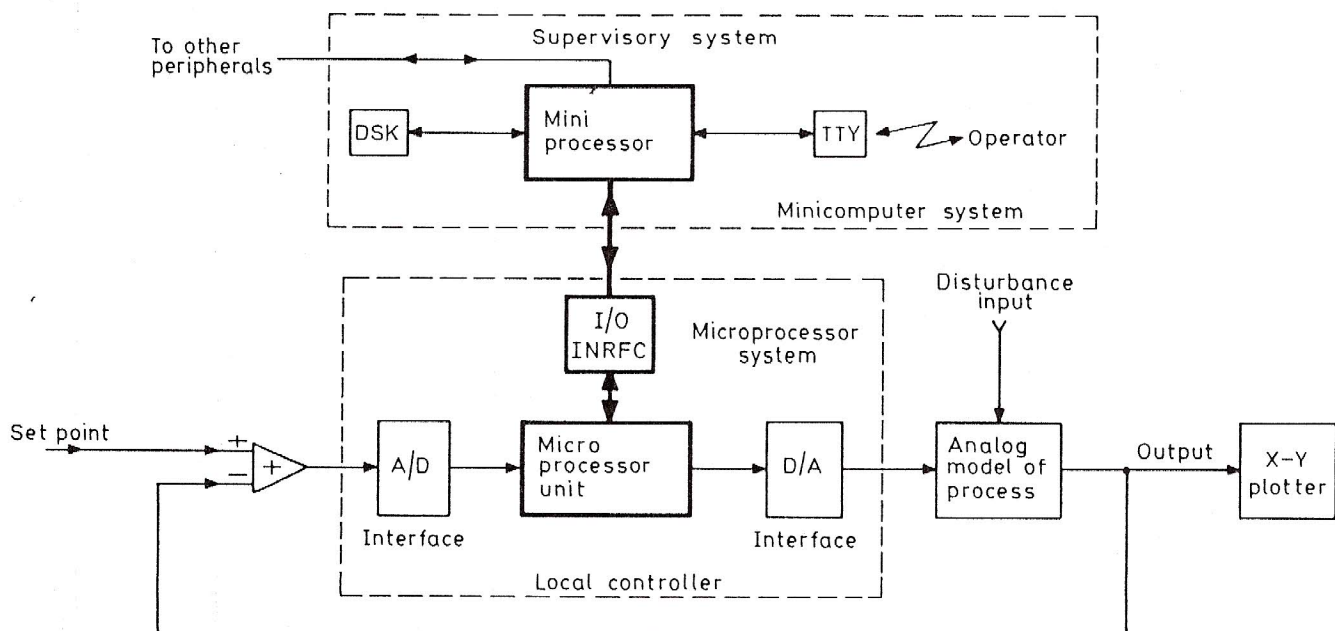 Supervisory system
To other
peripherals
DSK
Mini
processor
TTY
Operator
Minicomputer system
I/O
INRFC
Microprocessor
system
Disturbance
input
Set point
+
−
+
A/D
Interface
Micro
processor
unit
D/A
Interface
Local controller
Analog
model of
process
Output
X-Y
plotter